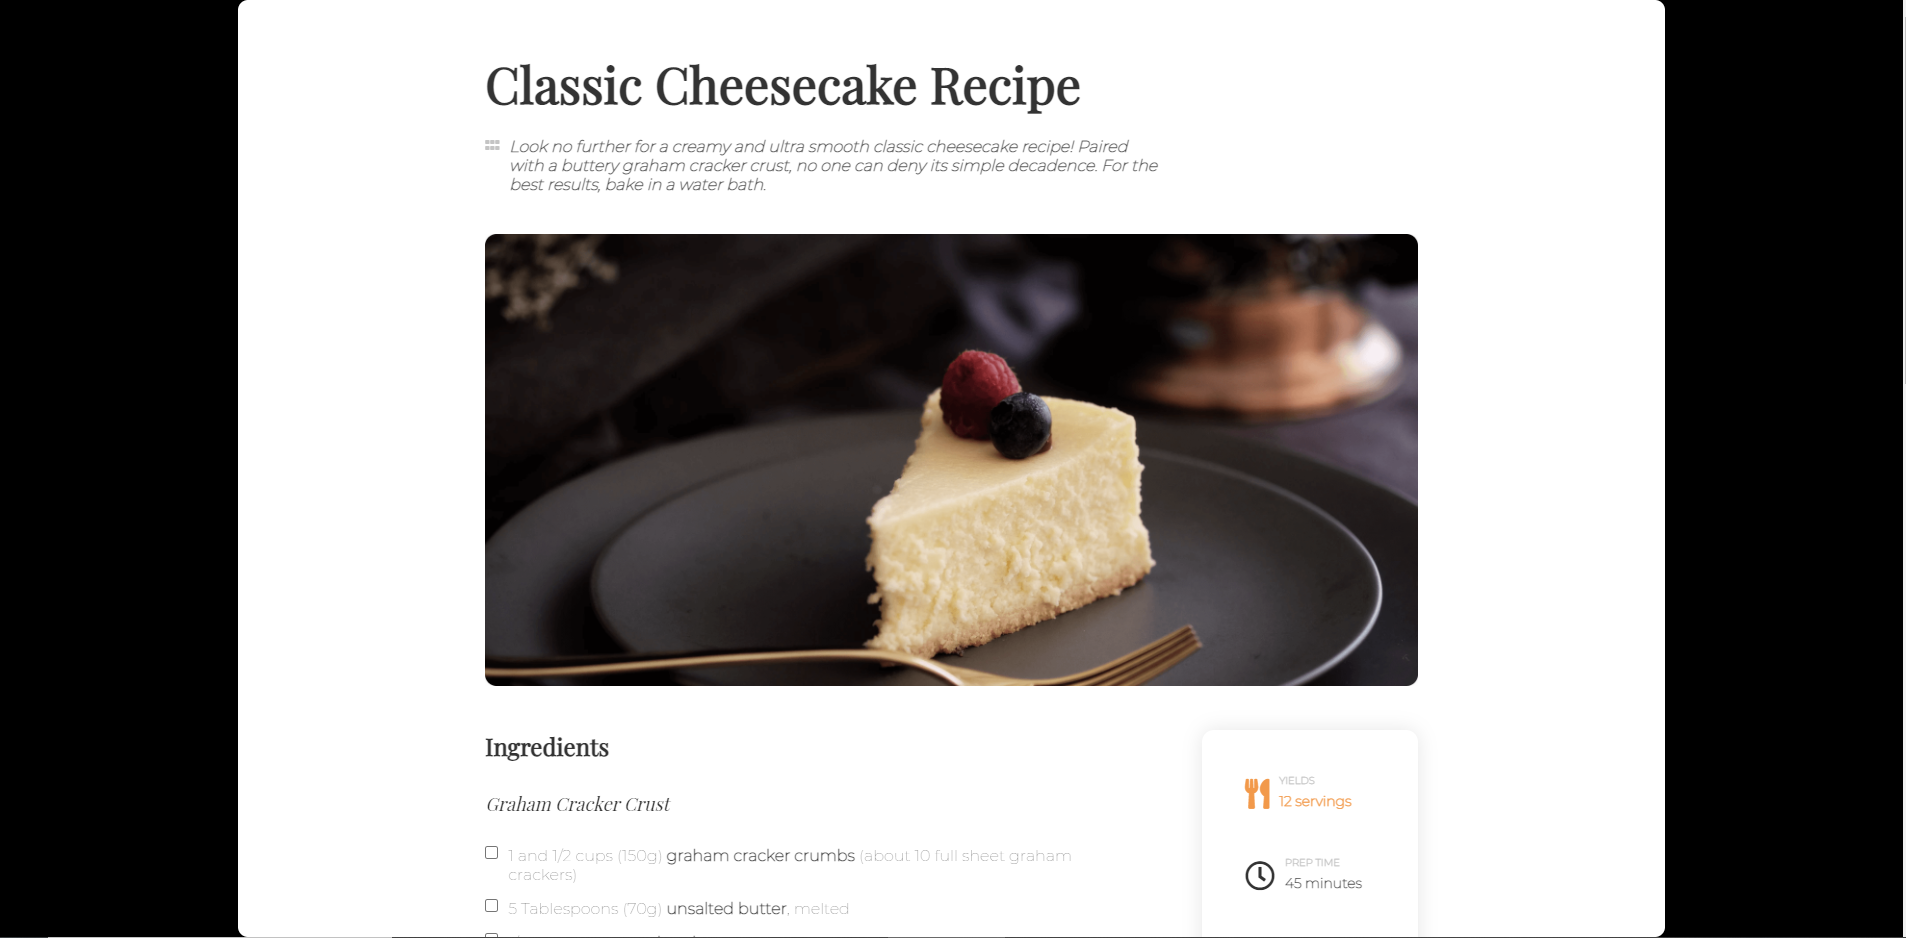 Classic Cheesecake Recipe
Look no further for a creamy and ultra smooth classic cheesecake recipe! Paired
with a buttery graham cracker crust, no one can deny its simple decadence. For the
best results, bake in a water bath.
Ingredients
Graham Cracker Crust
1 and 1/2 cups (150g) graham cracker crumbs (about 10 full sheet graham
crackers)
5 Tablespoons (70g) unsalted butter, melted
YIELDS
12 servings
PREP TIME
45 minutes